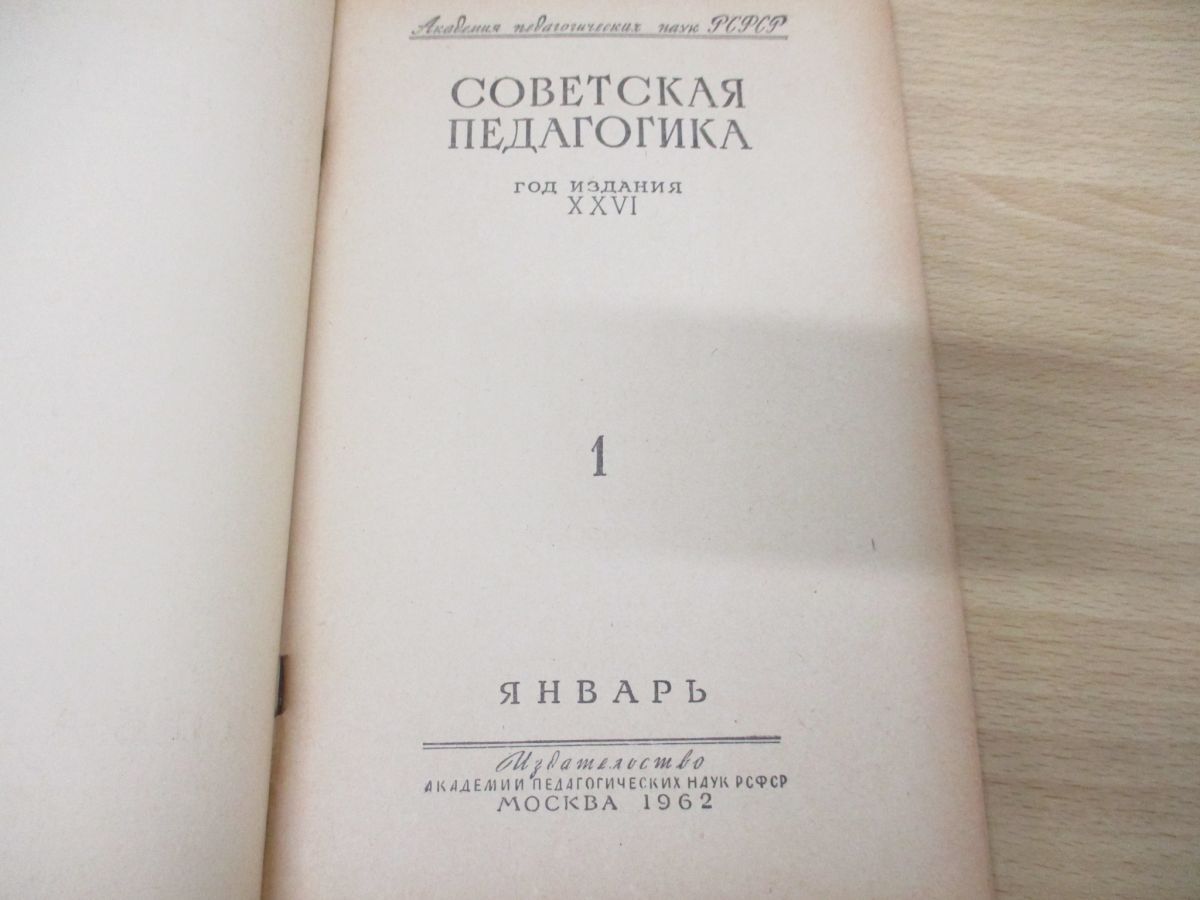 Академия педагогических наук РСФСР
СОВЕТСКАЯ
ПЕДАГОГИКА
ГОД ИЗДАНИЯ
XXVI
1
ЯНВАРЬ
Издательство
АКАДЕМИИ ПЕДАГОГИЧЕСКИХ НАУК РСФСР
МОСКВА 1962